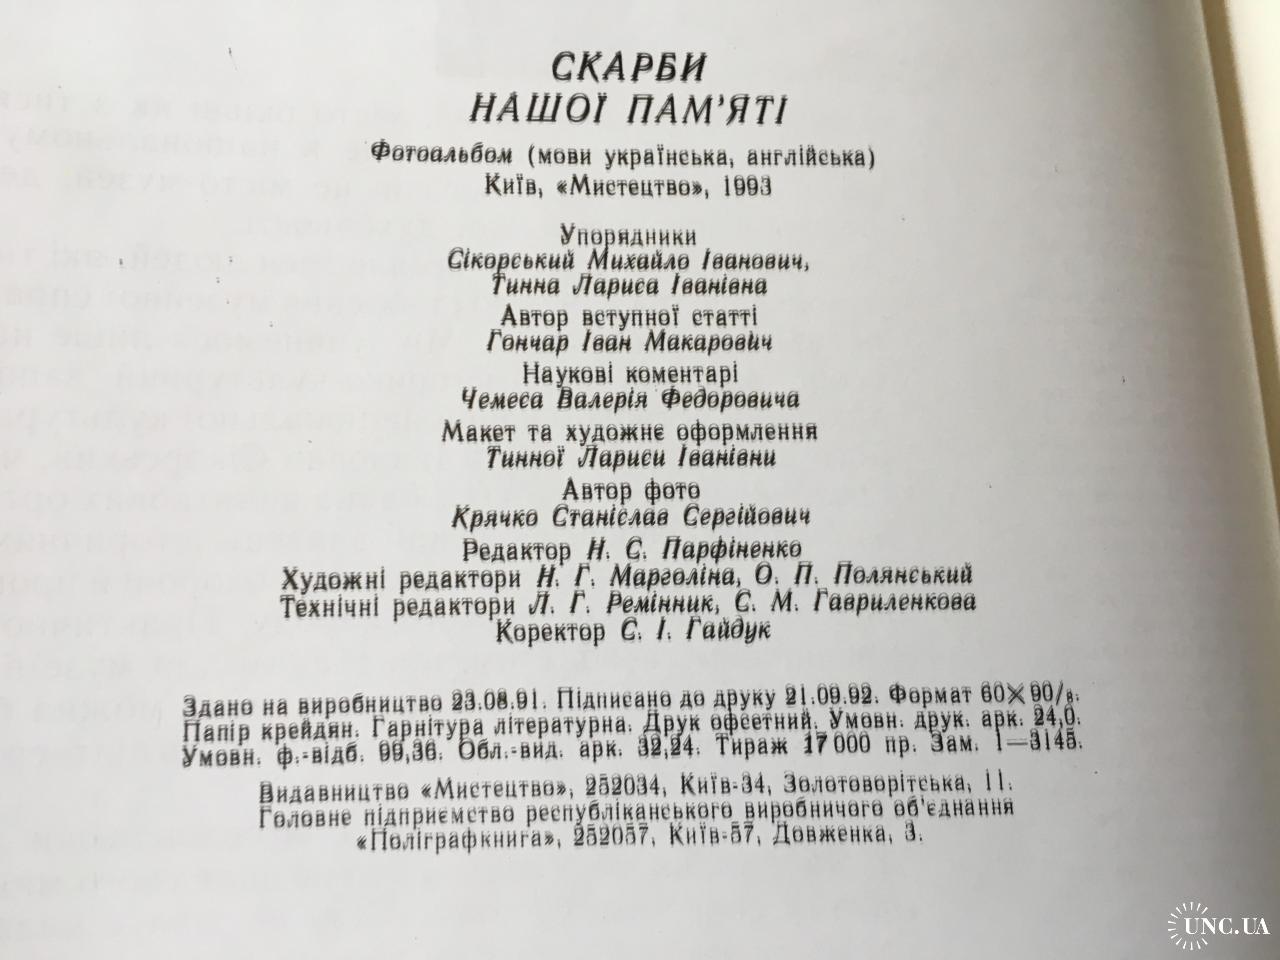 СКАРБИ
НАШОЇ ПАМ'ЯТІ
Фотоальбом (мови українська, англійська)
Київ, «Мистецтво», 1993
Упорядники
Сікорський Михайло Іванович,
Тинна Лариса Іванівна
Автор вступної статті
Гончар Іван Макарович
Наукові коментарі
Чемеса Валерія Федоровича
Макет та художнє оформлення
Тинної Лариси Іванівни
Автор фото
Крячко Станіслав Сергійович
Редактор Н. С. Парфіненко
Художні редактори Н. Г. Марголіна, О. П. Полянський
Технічні редактори Л. Г. Ремінник, С. М. Гавриленкова
Коректор С. І. Гайдук
Здано на виробництво 23.08.91. Підписано до друку 21.09.92. Формат 60×90/8.
Папір крейдян. Гарнітура літературна. Друк офсетний. Умовн. друк. арк. 24,0.
Умовн. ф.-відб. 99,36. Обл.-вид. арк. 32,24. Тираж 17 000 пр. Зам. 1—3145.
Видавництво «Мистецтво», 252034, Київ-34, Золотоворітська, 11.
Головне підприємство республіканського виробничого об'єднання
«Поліграфкнига», 252057, Київ-57, Довженка, 3.
UNC.UA